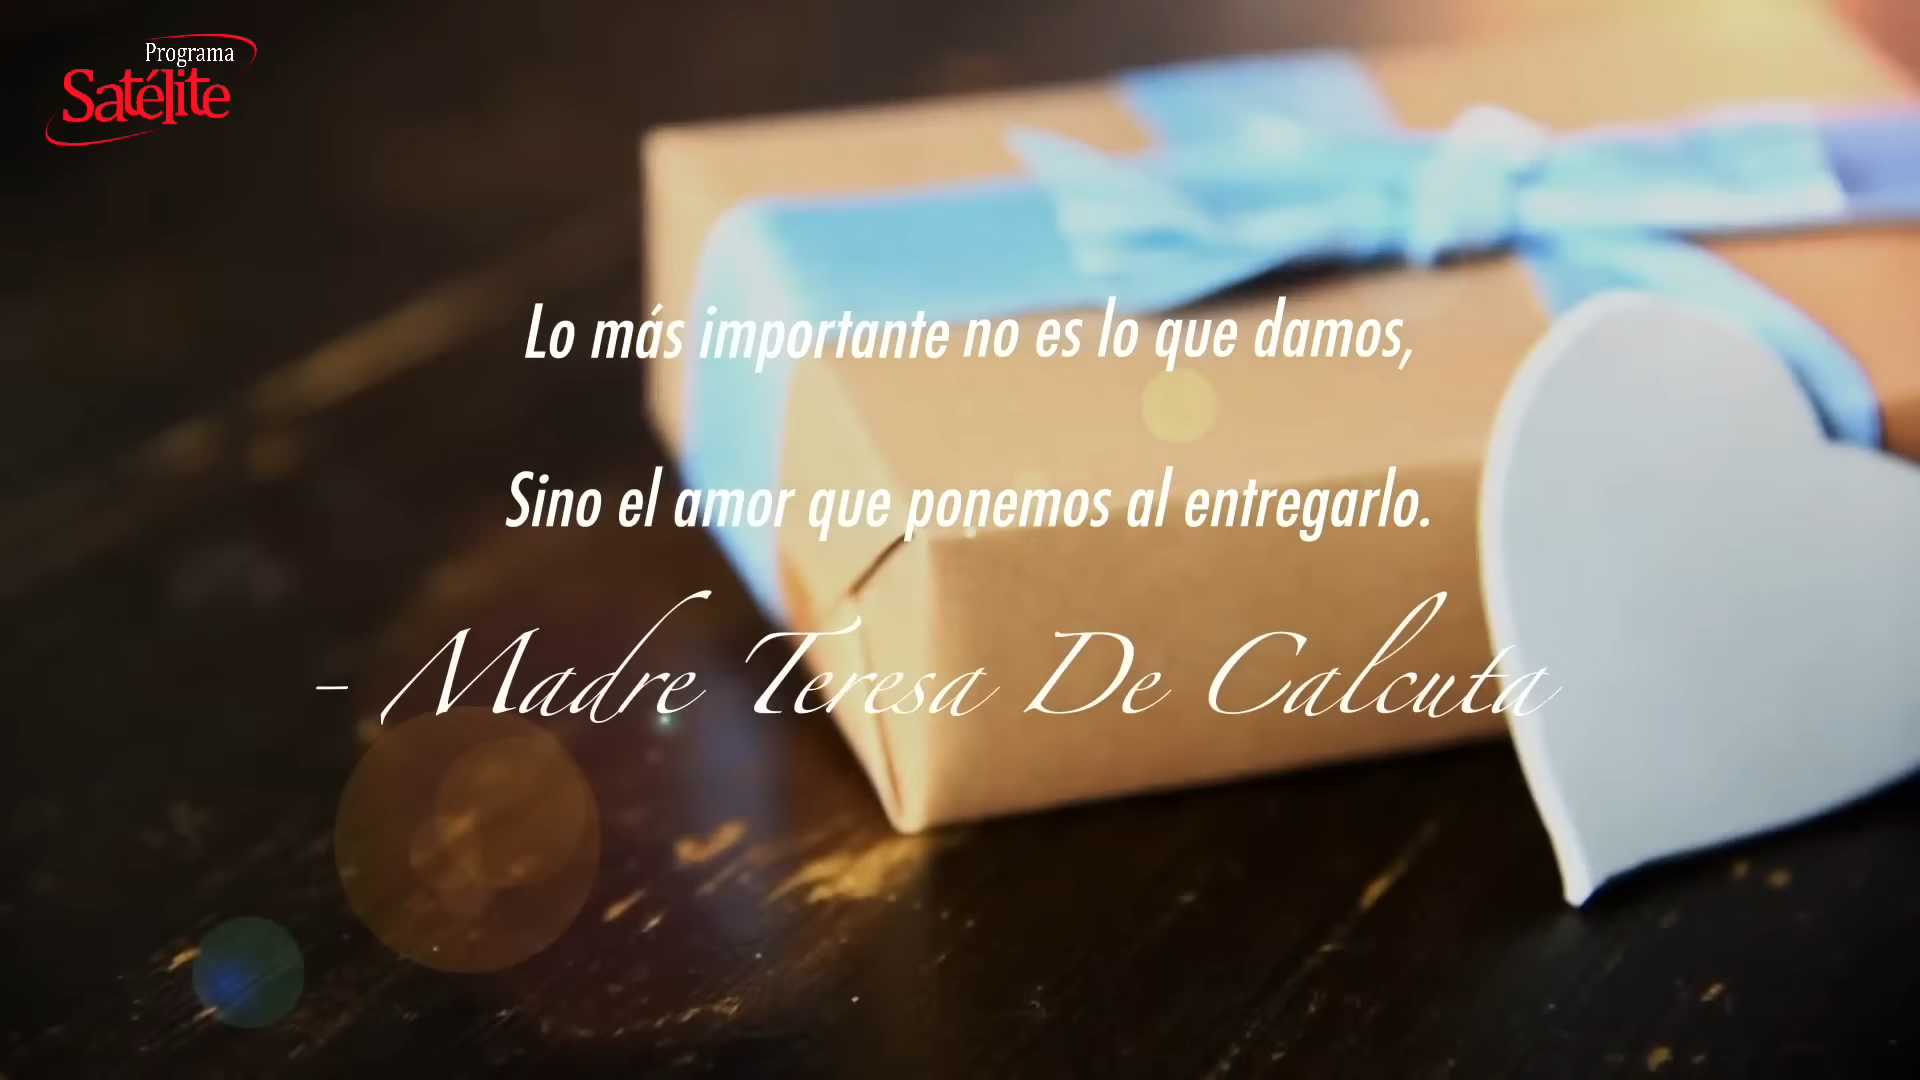 Programa
Satélite
Lo más importante no es lo que damos,
Sino el amor que ponemos al entregarlo.
- Madre Teresa De Calcuta